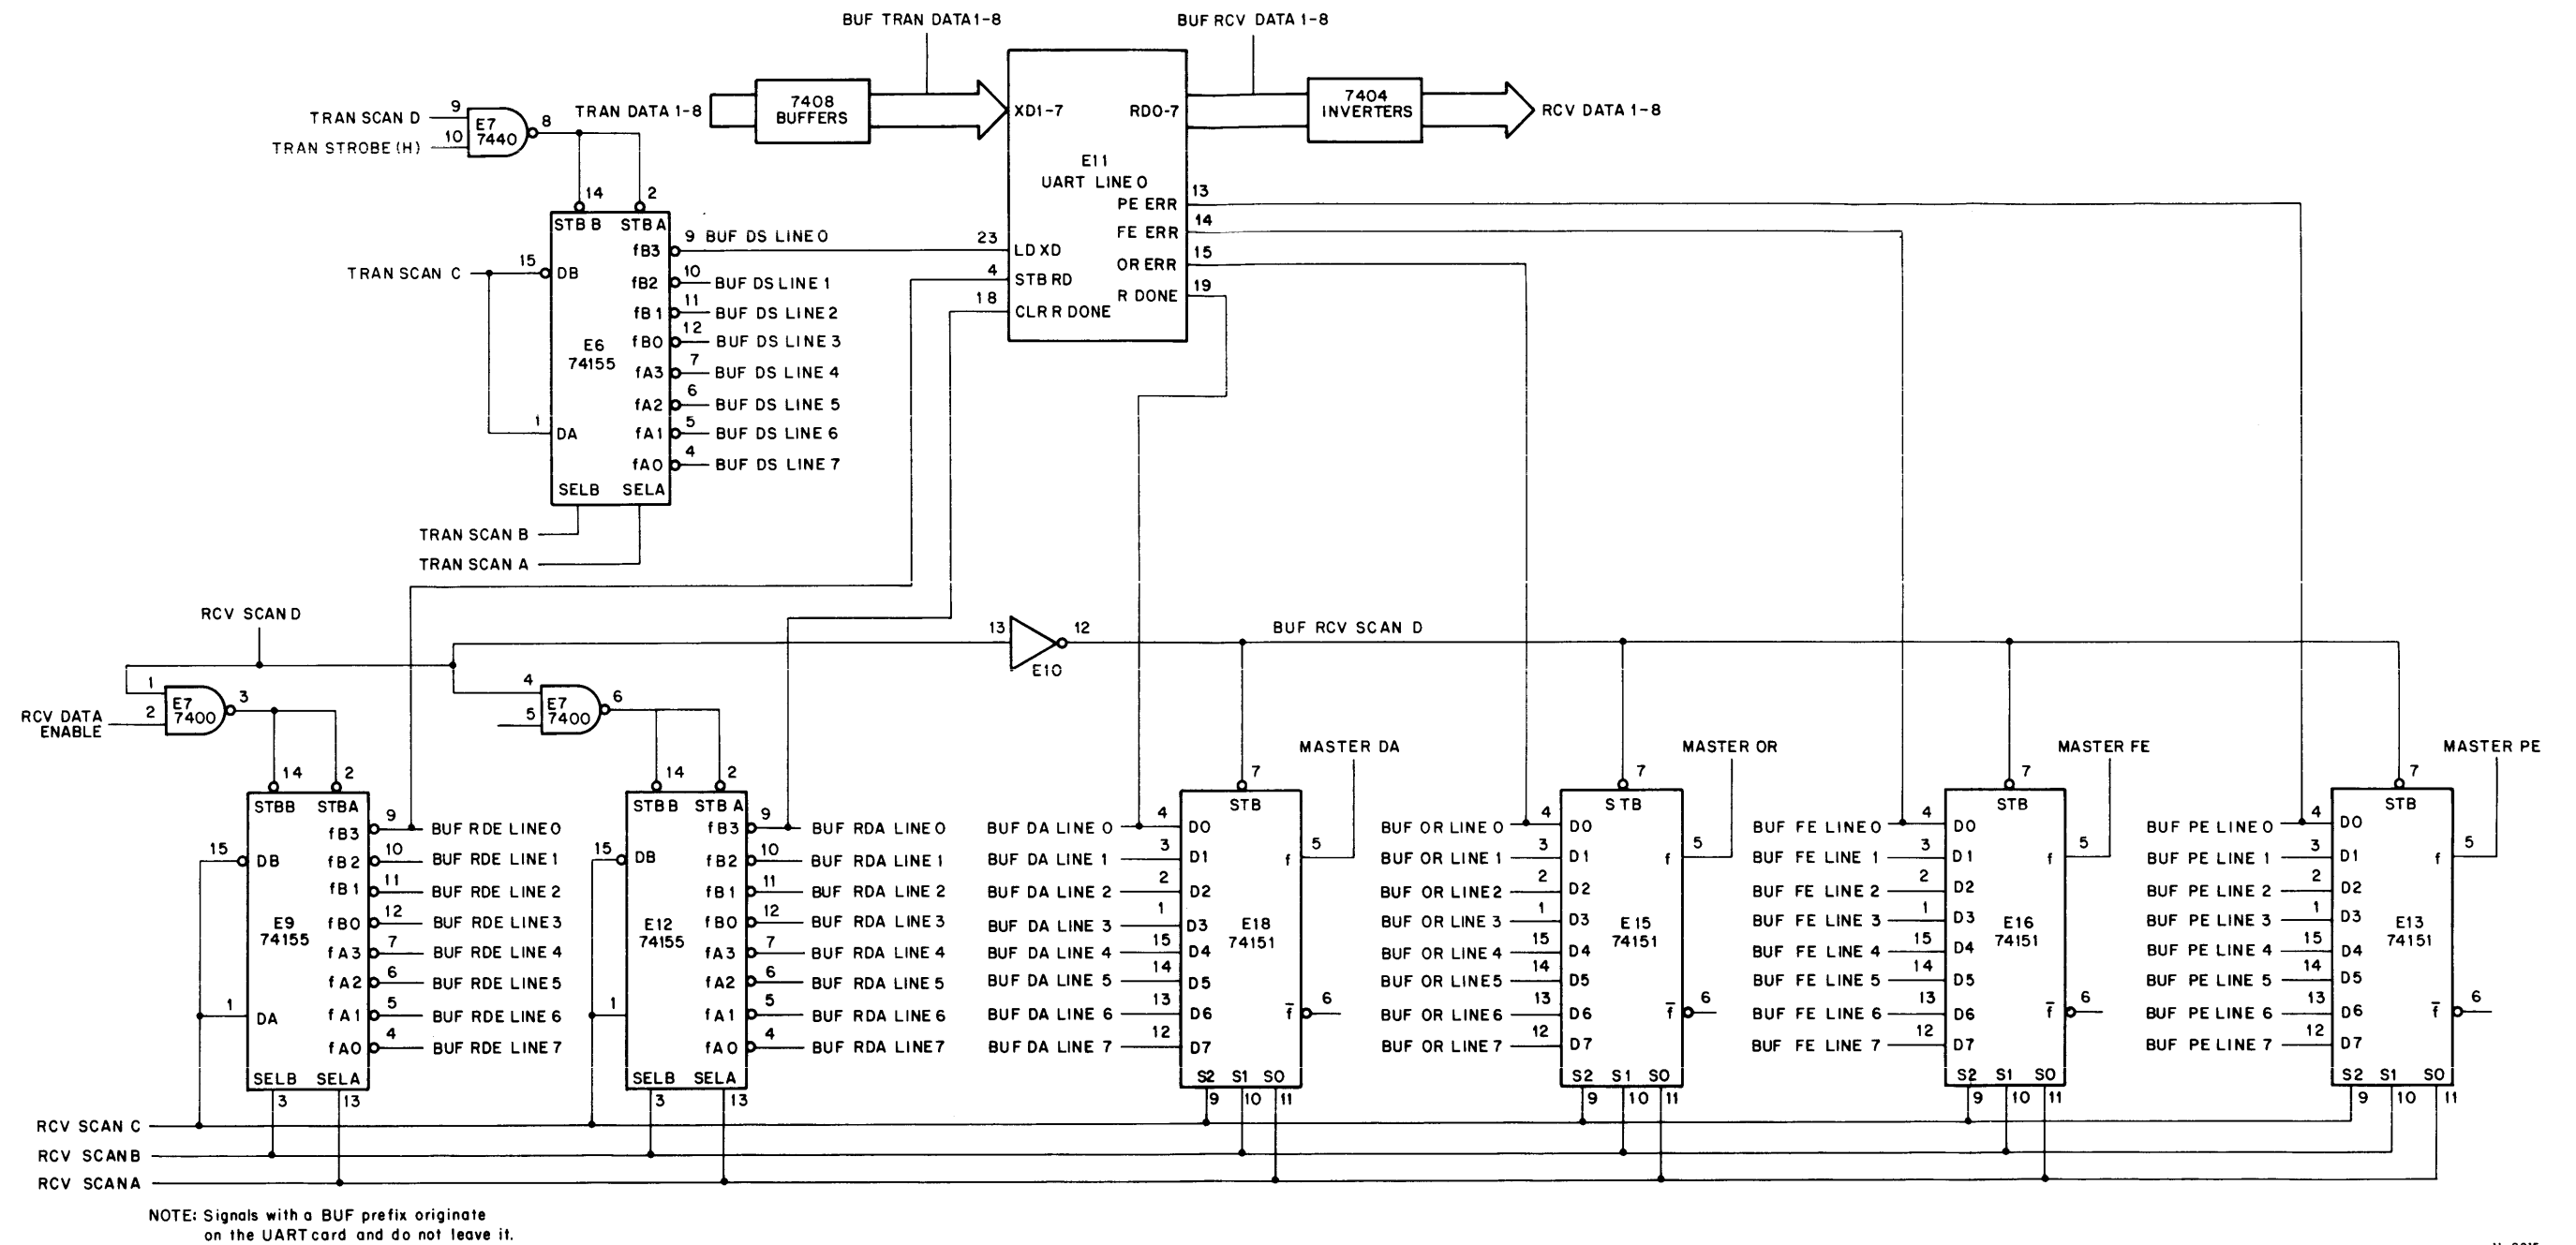 BUF TRAN DATA 1-8
BUF RCV DATA 1-8
TRAN SCAN D
9
TRAN STROBE (H)
10
E7
7440
8
TRAN DATA 1-8
7408
BUFFERS
XD1-7
RD0-7
7404
INVERTERS
RCV DATA 1-8
E11
UART LINE 0
PE ERR
13
FE ERR
14
OR ERR
15
R DONE
19
23
LD XD
4
STB RD
18
CLR R DONE
14
2
STB B
STB A
TRAN SCAN C
15
DB
1
DA
E6
74155
fB3
9
BUF DS LINE 0
fB2
10
BUF DS LINE 1
fB1
11
BUF DS LINE 2
fB0
12
BUF DS LINE 3
fA3
7
BUF DS LINE 4
fA2
6
BUF DS LINE 5
fA1
5
BUF DS LINE 6
fA0
4
BUF DS LINE 7
SELB
SELA
TRAN SCAN B
TRAN SCAN A
RCV SCAN D
13
12
E10
BUF RCV SCAN D
1
RCV DATA
ENABLE
2
E7
7400
3
4
5
E7
7400
6
14
2
STBB
STBA
15
DB
1
DA
E9
74155
fB3
9
BUF RDE LINE 0
fB2
10
BUF RDE LINE 1
fB1
11
BUF RDE LINE 2
fB0
12
BUF RDE LINE 3
fA3
7
BUF RDE LINE 4
fA2
6
BUF RDE LINE 5
fA1
5
BUF RDE LINE 6
fA0
4
BUF RDE LINE 7
SELB
SELA
3
13
14
2
STB B
STB A
15
DB
1
E12
74155
fB3
9
BUF RDA LINE 0
fB2
10
BUF RDA LINE 1
fB1
11
BUF RDA LINE 2
fB0
12
BUF RDA LINE 3
fA3
7
BUF RDA LINE 4
fA2
6
BUF RDA LINE 5
fA1
5
BUF RDA LINE 6
fA0
4
BUF RDA LINE 7
SELB
SELA
3
13
MASTER DA
7
STB
BUF DA LINE 0
4
D0
BUF DA LINE 1
3
D1
BUF DA LINE 2
2
D2
BUF DA LINE 3
1
D3
BUF DA LINE 4
15
D4
BUF DA LINE 5
14
D5
BUF DA LINE 6
13
D6
BUF DA LINE 7
12
D7
E18
74151
f
5
f̅
6
S2
S1
S0
9
10
11
MASTER OR
7
STB
BUF OR LINE 0
4
D0
BUF OR LINE 1
3
D1
BUF OR LINE 2
2
D2
BUF OR LINE 3
1
D3
BUF OR LINE 4
15
D4
BUF OR LINE 5
14
D5
BUF OR LINE 6
13
D6
BUF OR LINE 7
12
D7
E15
74151
f
5
f̅
6
S2
S1
S0
9
10
11
MASTER FE
7
STB
BUF FE LINE 0
4
D0
BUF FE LINE 1
3
D1
BUF FE LINE 2
2
D2
BUF FE LINE 3
1
D3
BUF FE LINE 4
15
D4
BUF FE LINE 5
14
D5
BUF FE LINE 6
13
D6
BUF FE LINE 7
12
D7
E16
74151
f
5
f̅
6
S2
S1
S0
9
10
11
MASTER PE
7
STB
BUF PE LINE 0
4
D0
BUF PE LINE 1
3
D1
BUF PE LINE 2
2
D2
BUF PE LINE 3
1
D3
BUF PE LINE 4
15
D4
BUF PE LINE 5
14
D5
BUF PE LINE 6
13
D6
BUF PE LINE 7
12
D7
E13
74151
f
5
f̅
6
S2
S1
S0
9
10
11
RCV SCAN C
RCV SCAN B
RCV SCAN A
NOTE: Signals with a BUF prefix originate
on the UART card and do not leave it.